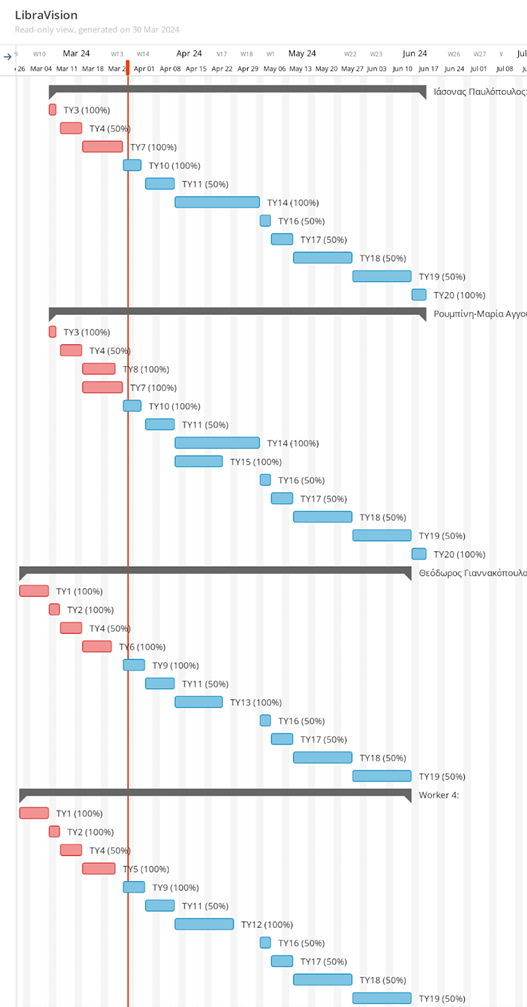 LibraVision
Read-only view, generated on 30 Mar 2024
W10 Mar 24 W13 W14 Apr 24 W17 W1 May 24 W22 W23 Jun 24 W26 W27
26 Mar 04 Mar 11 Mar 18 Mar 2 Apr 01 Apr 08 Apr 15 Apr 22 Apr 29 May 06 May 13 May 20 May 27 Jun 03 Jun 10 Jun 17 Jun 24 Jul 01 Jul 08
Ιάσονας Παυλόπουλος:
TY3 (100%)
TY4 (50%)
TY7 (100%)
TY10 (100%)
TY11 (50%)
TY14 (100%)
TY16 (50%)
TY17 (50%)
TY18 (50%)
TY19 (50%)
TY20 (100%)
Ρουμπίνη-Μαρία Αγγου
TY3 (100%)
TY4 (50%)
TY8 (100%)
TY7 (100%)
TY10 (100%)
TY11 (50%)
TY14 (100%)
TY15 (100%)
TY16 (50%)
TY17 (50%)
TY18 (50%)
TY19 (50%)
TY20 (100%)
Θεόδωρος Γιαννακόπουλο
TY1 (100%)
TY2 (100%)
TY4 (50%)
TY6 (100%)
TY9 (100%)
TY11 (50%)
TY13 (100%)
TY16 (50%)
TY17 (50%)
TY18 (50%)
TY19 (50%)
Worker 4:
TY1 (100%)
TY2 (100%)
TY4 (50%)
TY5 (100%)
TY9 (100%)
TY11 (50%)
TY12 (100%)
TY16 (50%)
TY17 (50%)
TY18 (50%)
TY19 (50%)